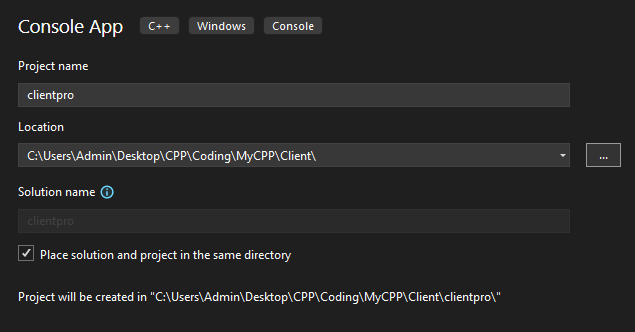 Console App C++ Windows Console
Project name
clientpro
Location
C:\Users\Admin\Desktop\CPP\Coding\MyCPP\Client\
...
Solution name
clientpro
Place solution and project in the same directory
Project will be created in "C:\Users\Admin\Desktop\CPP\Coding\MyCPP\Client\clientpro\"